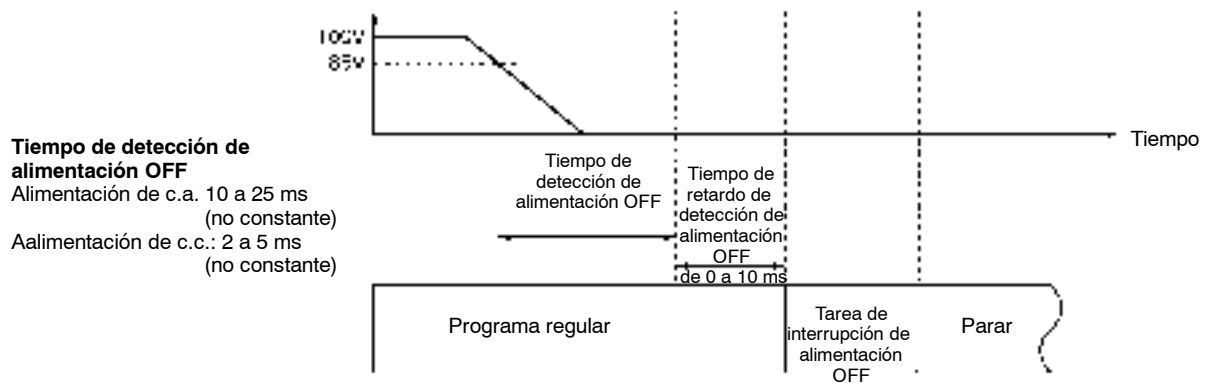 100V
85V
Tiempo
Tiempo de detección de
alimentación OFF
Alimentación de c.a. 10 a 25 ms
(no constante)
Aalimentación de c.c.: 2 a 5 ms
(no constante)
Tiempo de
detección de
alimentación OFF
Tiempo de
retardo de
detección de
alimentación
OFF
de 0 a 10 ms
Programa regular
Tarea de
interrupción de
alimentación
OFF
Parar